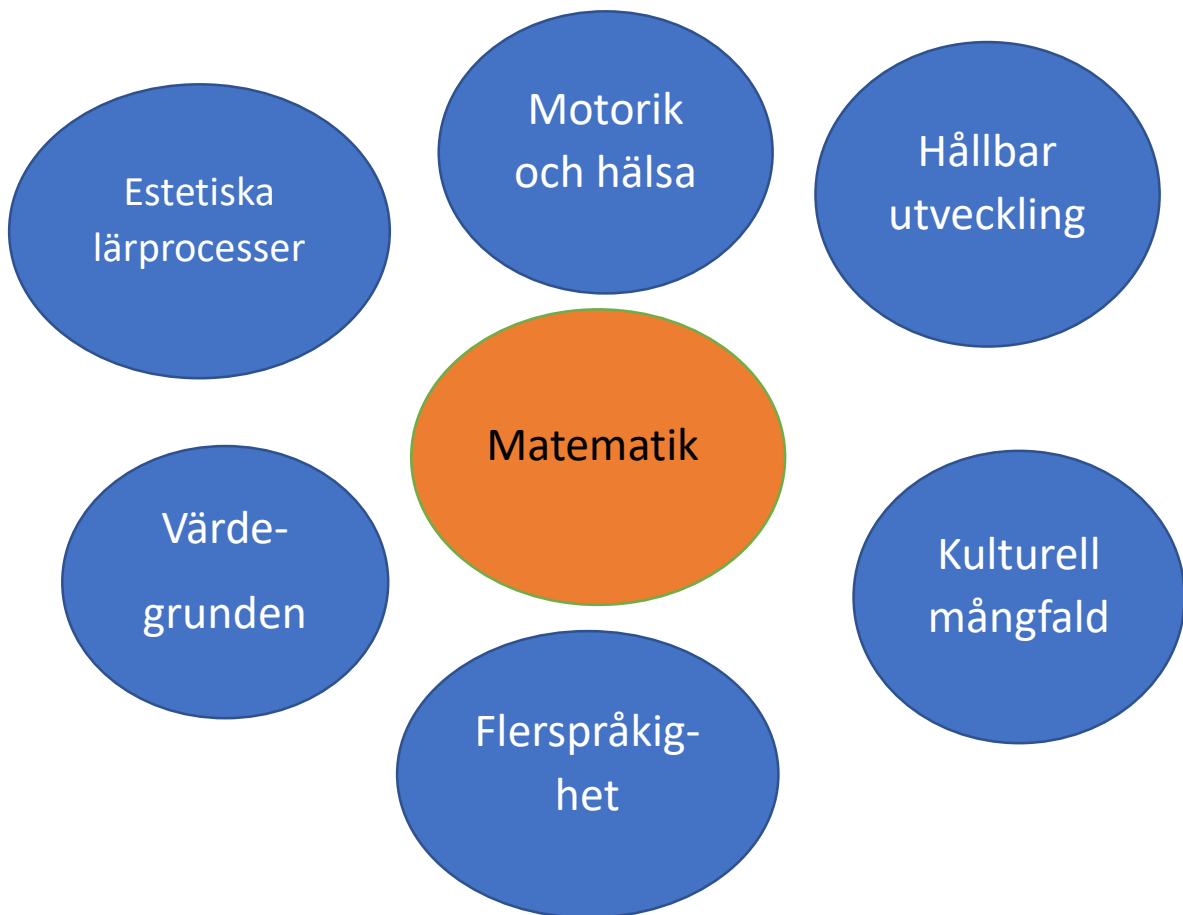 Motorik
och hälsa
Hållbar
utveckling
Estetiska
lärprocesser
Matematik
Värde-
grunden
Kulturell
mångfald
Flerspråkig-
het